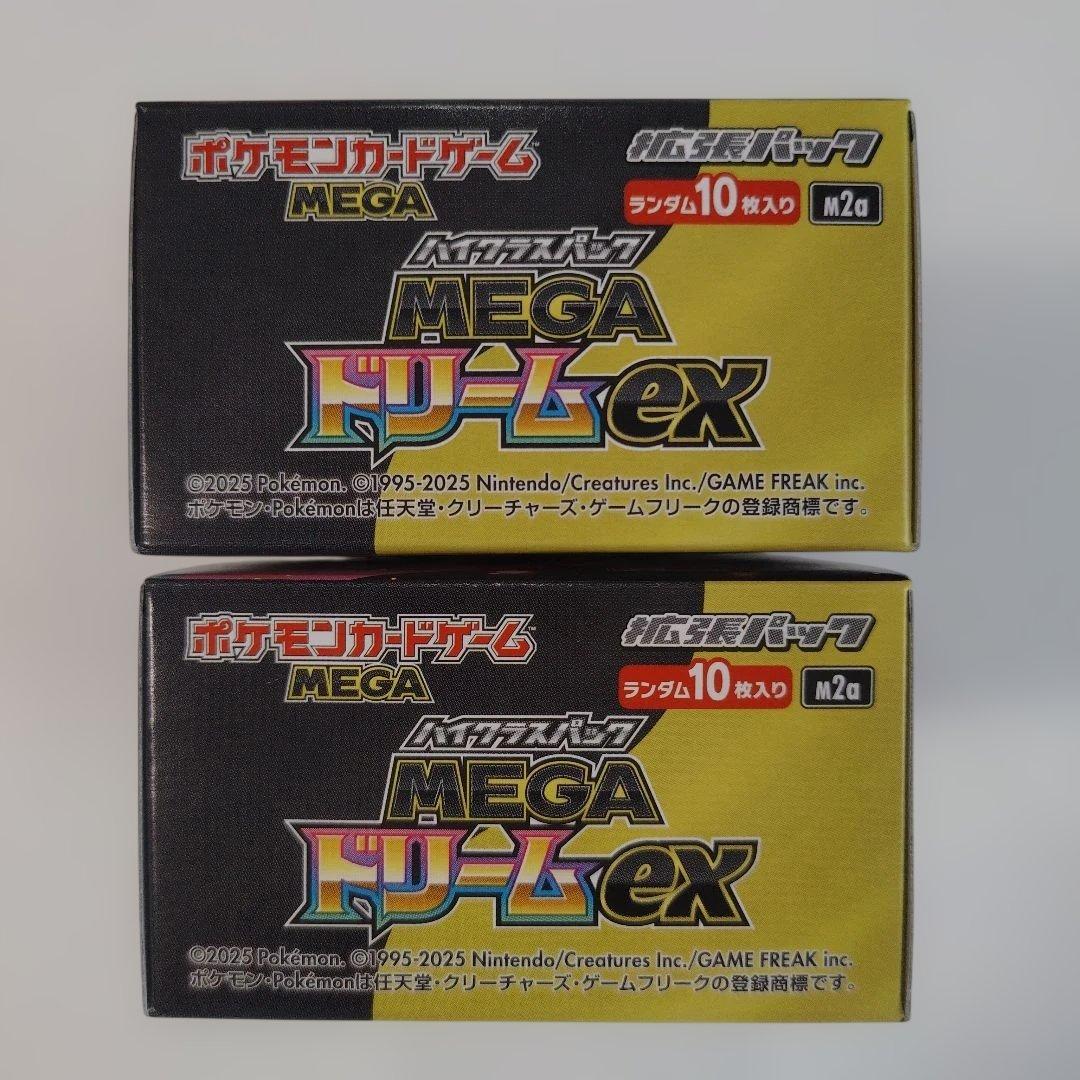 ポケモンカードゲーム™ 拡張パック
MEGA ランダム10枚入り M2a
ハイクラスパック
MEGA
ドリームex
©2025 Pokémon. ©1995-2025 Nintendo/Creatures Inc./GAME FREAK inc.
ポケモン・Pokémonは任天堂・クリーチャーズ・ゲームフリークの登録商標です。
ポケモンカードゲーム™ 拡張パック
MEGA ランダム10枚入り M2a
ハイクラスパック
MEGA
ドリームex
©2025 Pokémon. ©1995-2025 Nintendo/Creatures Inc./GAME FREAK inc.
ポケモン・Pokémonは任天堂・クリーチャーズ・ゲームフリークの登録商標です。